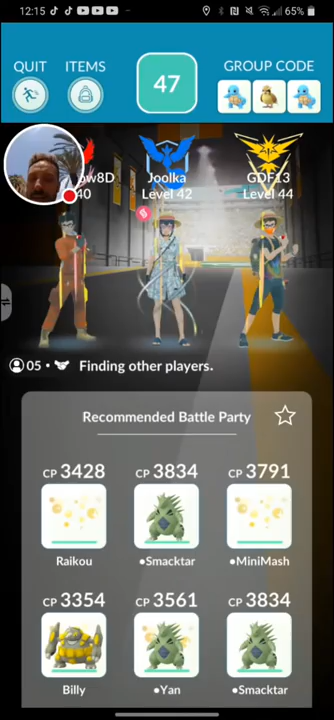 12:15
65%
QUIT
ITEMS
47
GROUP CODE
Joolka
GDF13
40
Level 42
Level 44
05 • Finding other players.
Recommended Battle Party
CP 3428
CP 3834
CP 3791
Raikou
•Smacktar
•MiniMash
CP 3354
CP 3561
CP 3834
Billy
•Yan
•Smacktar